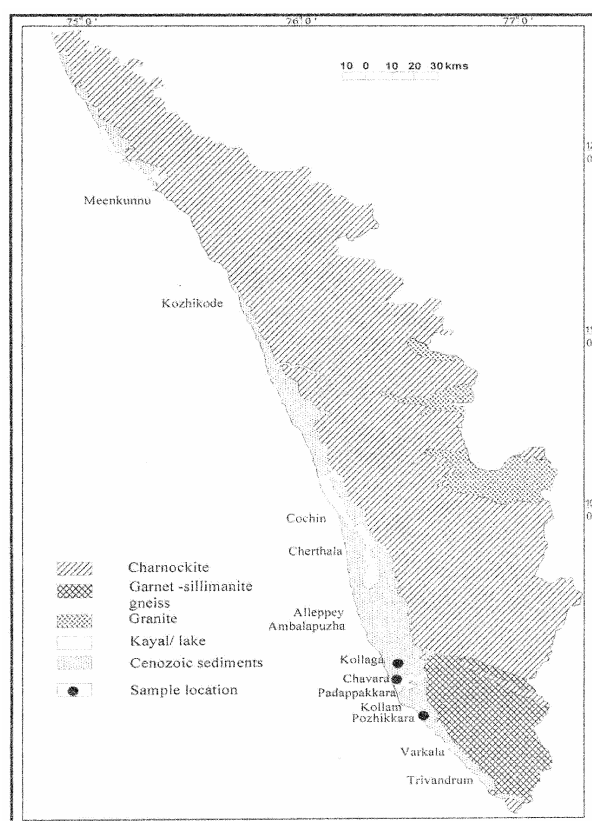 75°0' 76°0' 77°0'
10 0 10 20 30 kms
Meenkunnu
Kozhikode
Cochin
Cherthala
Alleppey
Ambalapuzha
Kollaga
Chavara
Padappakkara
Kollam
Pozhikkara
Varkala
Trivandrum
Charnockite
Garnet -sillimanite
gneiss
Granite
Kayal/ lake
Cenozoic sediments
Sample location